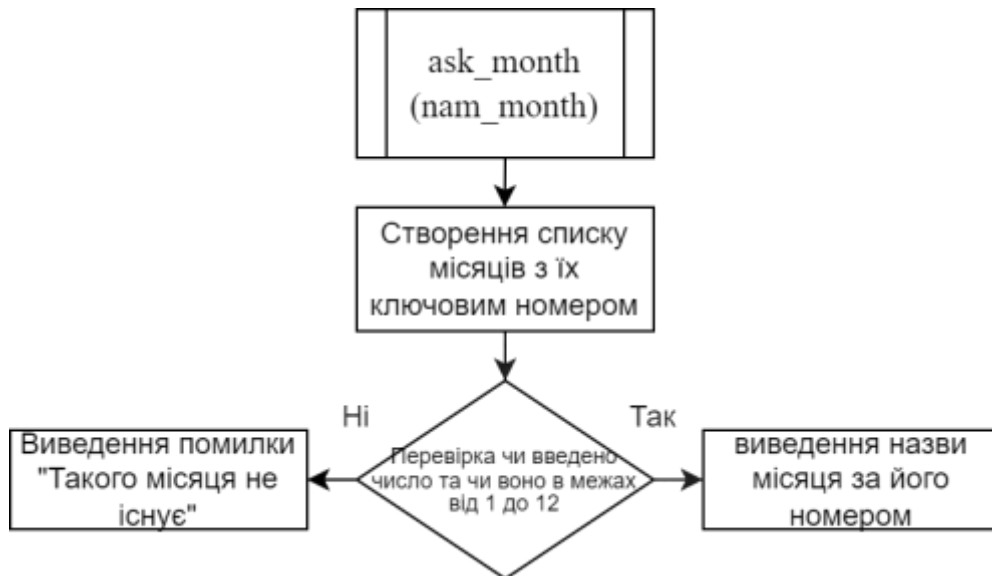 ask_month
(nam_month)
Створення списку
місяців з їх
ключовим номером
Ні
Так
Виведення помилки
"Такого місяця не
існує"
Перевірка чи введено
число та чи воно в межах
від 1 до 12
виведення назви
місяця за його
номером